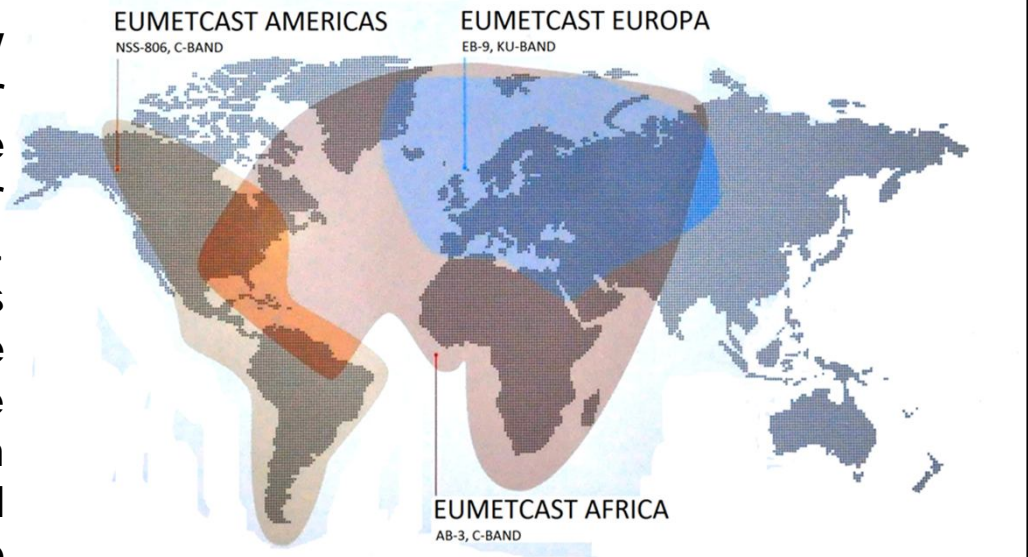 EUMETCAST AMERICAS
NSS-806, C-BAND
EUMETCAST EUROPA
EB-9, KU-BAND
EUMETCAST AFRICA
AB-3, C-BAND